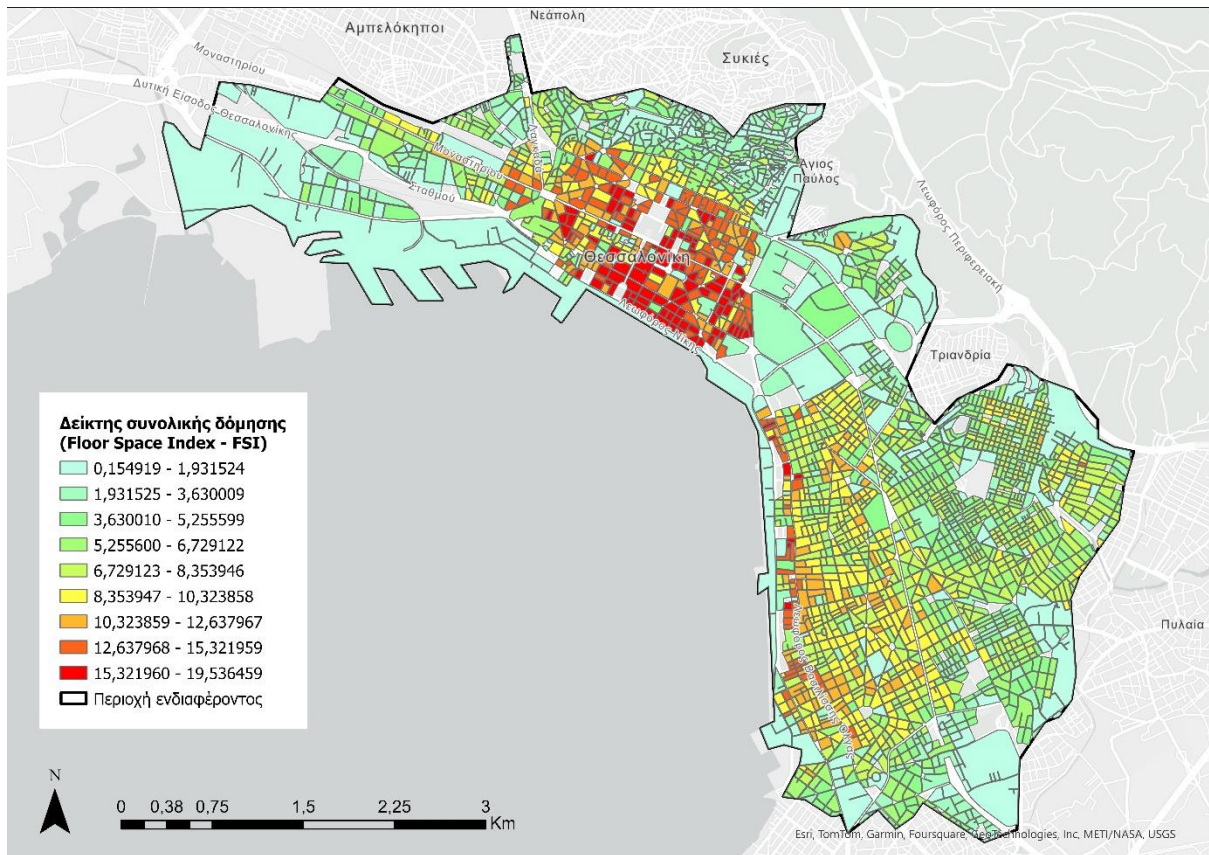 Νεάπολη
Αμπελόκηποι
Συκιές
Μοναστηρίου
Δυτική Είσοδος Θεσσαλονίκης
Λαγκαδά
Μοναστηρίου
Άγιος
Παύλος
Σταθμού
Λεωφόρος Περιφερειακή
Θεσσαλονίκη
Λεωφόρος Νίκης
Τριανδρία
Πυλαία
Λεωφόρος Βασιλίσσης Όλγας
Δείκτης συνολικής δόμησης
(Floor Space Index - FSI)
0,154919 - 1,931524
1,931525 - 3,630009
3,630010 - 5,255599
5,255600 - 6,729122
6,729123 - 8,353946
8,353947 - 10,323858
10,323859 - 12,637967
12,637968 - 15,321959
15,321960 - 19,536459
Περιοχή ενδιαφέροντος
N
0 0,38 0,75 1,5 2,25 3
Km
Esri, TomTom, Garmin, Foursquare, GeoTechnologies, Inc, METI/NASA, USGS